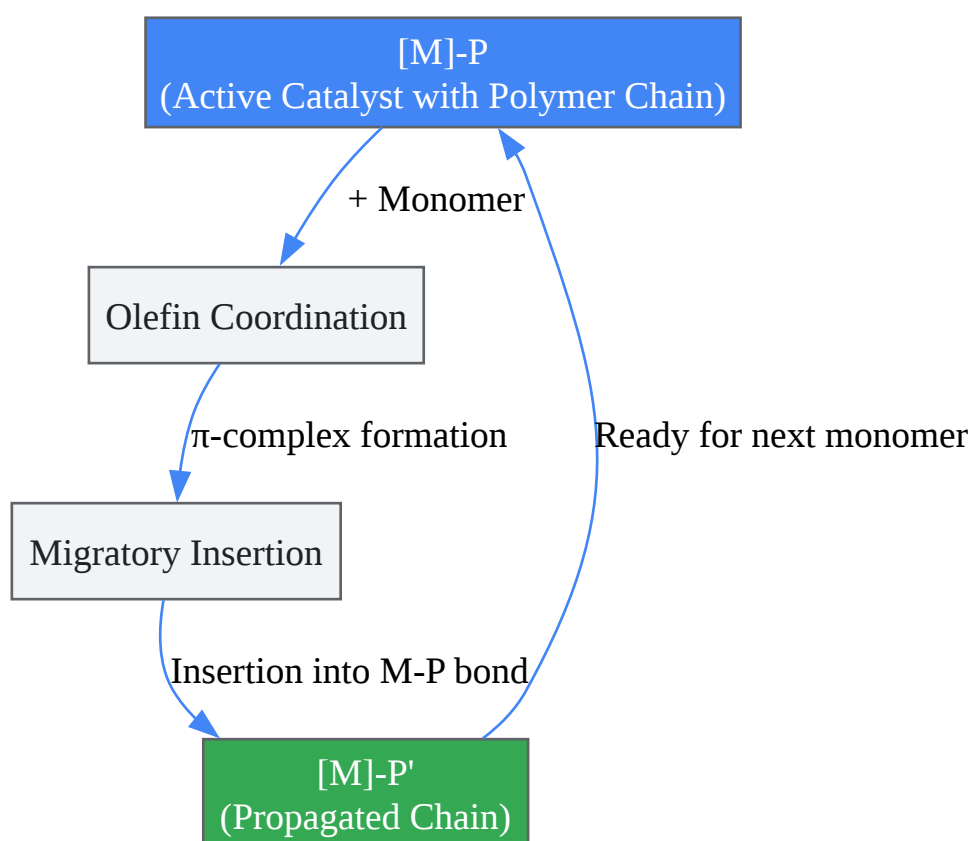 [M]-P
(Active Catalyst with Polymer Chain)
+ Monomer
Olefin Coordination
π-complex formation
Ready for next monomer
Migratory Insertion
Insertion into M-P bond
[M]-P'
(Propagated Chain)